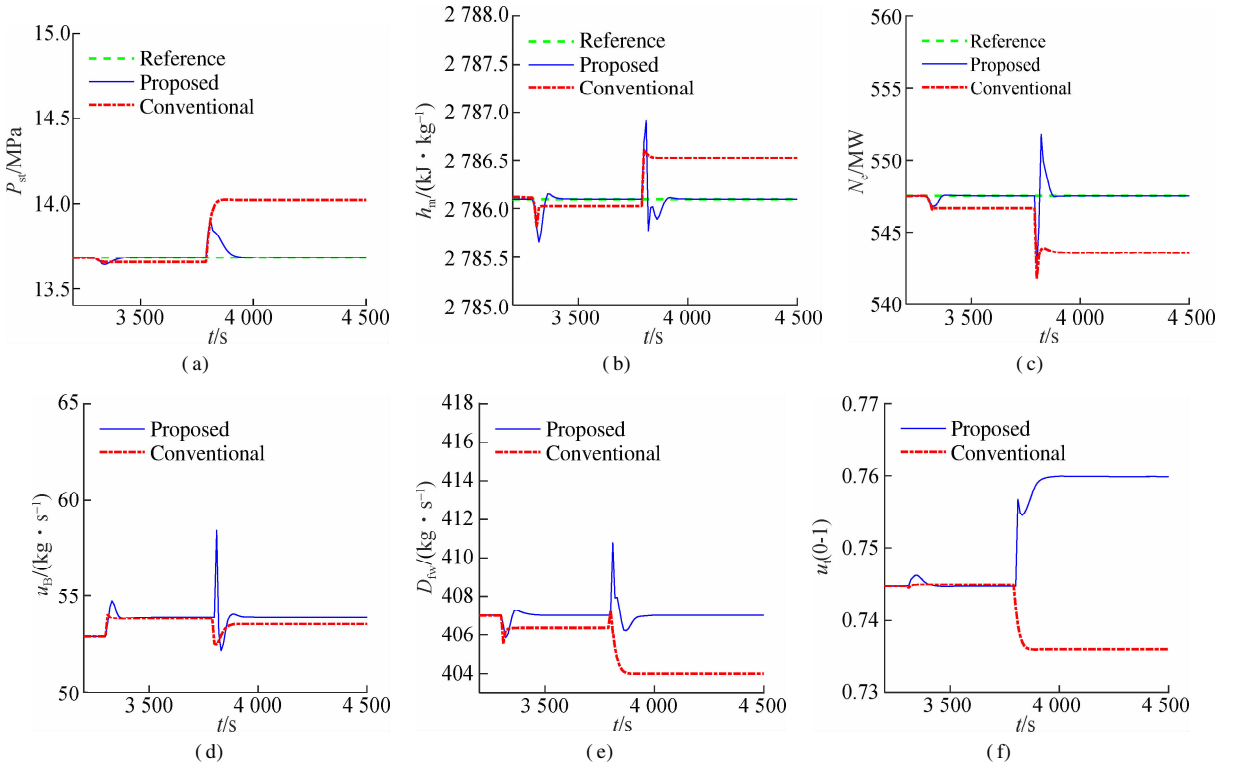 15.0
14.5
14.0
13.5
P_st/MPa
Reference
Proposed
Conventional
3 500
4 000
4 500
t/s
(a)
2 788.0
2 787.5
2 787.0
2 786.5
2 786.0
2 785.5
2 785.0
h_m/(kJ · kg⁻¹)
Reference
Proposed
Conventional
3 500
4 000
4 500
t/s
(b)
560
555
550
545
540
N_e/MW
Reference
Proposed
Conventional
3 500
4 000
4 500
t/s
(c)
65
60
55
50
u_B/(kg · s⁻¹)
Proposed
Conventional
3 500
4 000
4 500
t/s
(d)
418
416
414
412
410
408
406
404
D_fw/(kg · s⁻¹)
Proposed
Conventional
3 500
4 000
4 500
t/s
(e)
0.77
0.76
0.75
0.74
0.73
u_t(0-1)
Proposed
Conventional
3 500
4 000
4 500
t/s
(f)